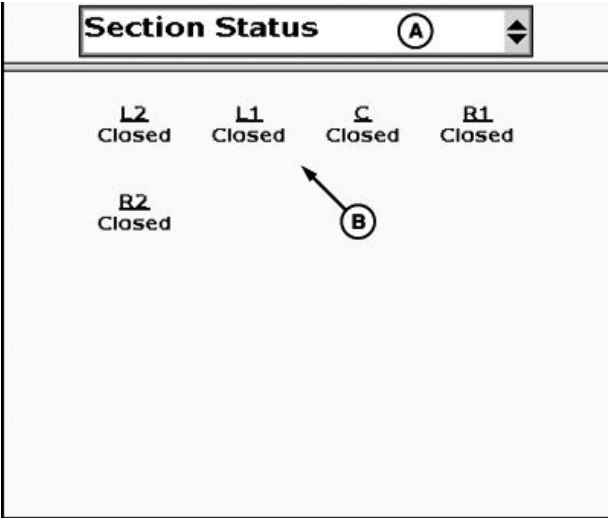 Section Status A
L2 L1 C R1
Closed Closed Closed Closed
R2
Closed
B